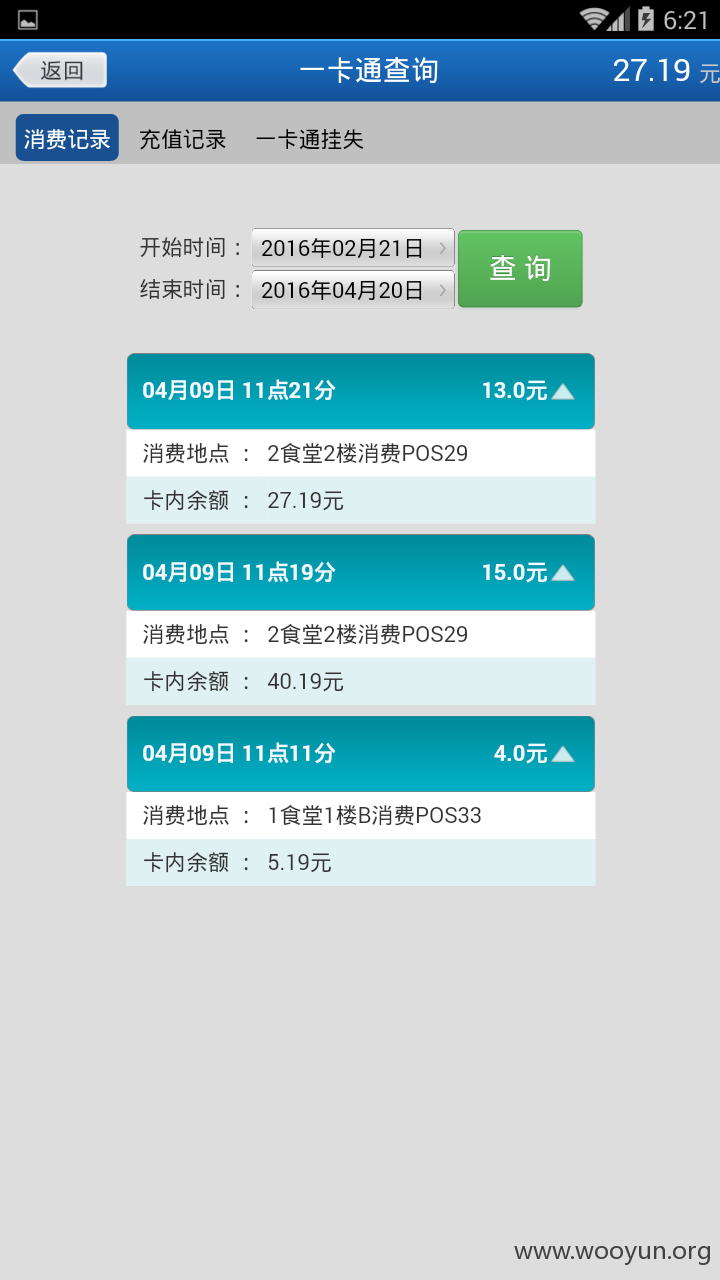 6:21
返回
一卡通查询
27.19 元
消费记录 充值记录 一卡通挂失
开始时间： 2016年02月21日
结束时间： 2016年04月20日
查 询
04月09日 11点21分 13.0元
消费地点 ： 2食堂2楼消费POS29
卡内余额 ： 27.19元
04月09日 11点19分 15.0元
消费地点 ： 2食堂2楼消费POS29
卡内余额 ： 40.19元
04月09日 11点11分 4.0元
消费地点 ： 1食堂1楼B消费POS33
卡内余额 ： 5.19元
www.wooyun.org